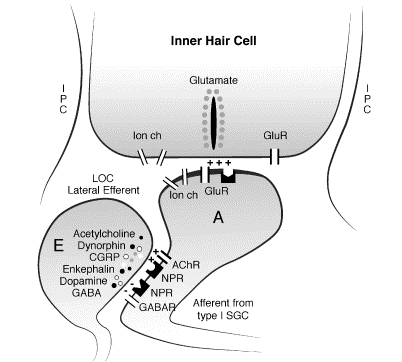 Inner Hair Cell
Glutamate
I
P
C
I
P
C
Ion ch
GluR
+ + +
LOC
Lateral Efferent
Ion ch
GluR
A
E
Acetylcholine
Dynorphin
CGRP
Enkephalin
Dopamine
GABA
+
+
AChR
NPR
NPR
GABAR
-
-
Afferent from
type I SGC